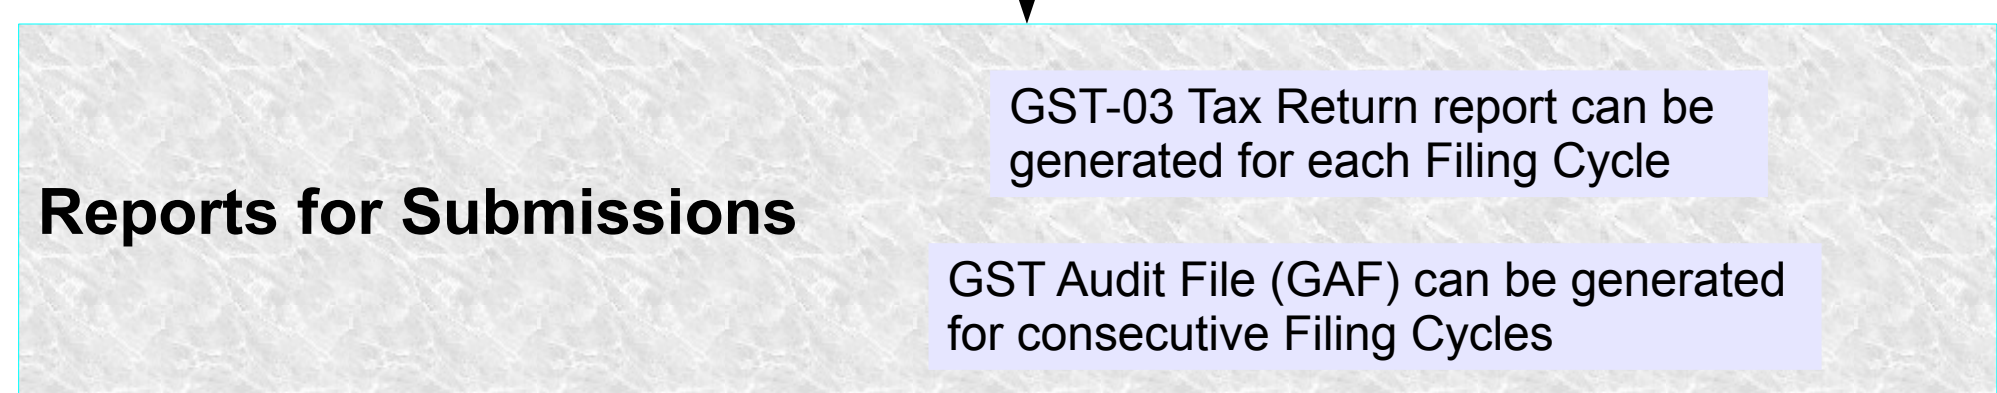 Reports for Submissions
GST-03 Tax Return report can be
generated for each Filing Cycle
GST Audit File (GAF) can be generated
for consecutive Filing Cycles